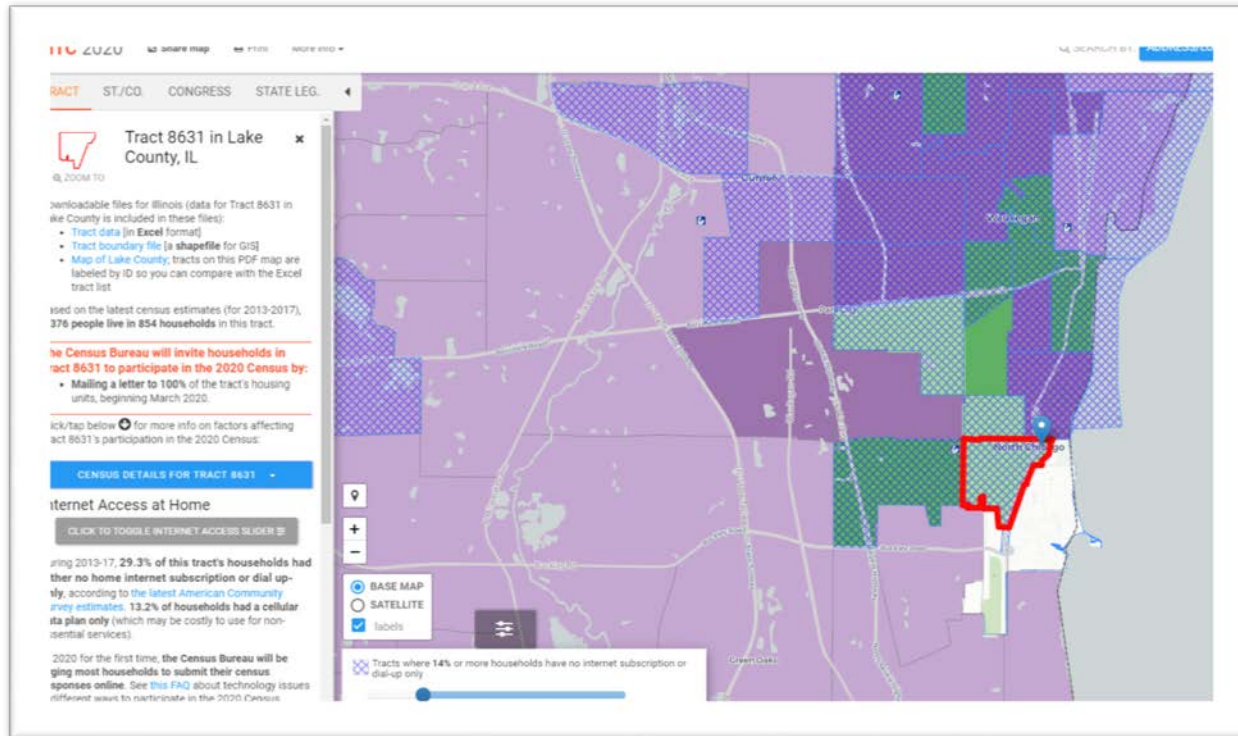 2020 Share map Print More info
SEARCH BY:
ST./CO. CONGRESS STATE LEG.
Tract 8631 in Lake
County, IL
ZOOM TO
ownloadable files for Illinois (data for Tract 8631 in
ke County is included in these files):
Tract data [in Excel format]
Tract boundary file [a shapefile for GIS]
Map of Lake County; tracts on this PDF map are
labeled by ID so you can compare with the Excel
tract list
ased on the latest census estimates (for 2013-2017),
376 people live in 854 households in this tract.
he Census Bureau will invite households in
ract 8631 to participate in the 2020 Census by:
Mailing a letter to 100% of the tract's housing
units, beginning March 2020.
ick/tap below for more info on factors affecting
act 8631's participation in the 2020 Census:
CENSUS DETAILS FOR TRACT 8631
nternet Access at Home
CLICK TO TOGGLE INTERNET ACCESS SLIDER
uring 2013-17, 29.3% of this tract's households had
ther no home internet subscription or dial up-
nly, according to the latest American Community
urvey estimates. 13.2% of households had a cellular
ata plan only (which may be costly to use for non-
ssential services).
2020 for the first time, the Census Bureau will be
ging most households to submit their census
esponses online. See this FAQ about technology issues
different ways to participate in the 2020 Census
BASE MAP
SATELLITE
labels
Tracts where 14% or more households have no internet subscription or
dial-up only
Gurnee
Waukegan
North Chicago
Green Oaks